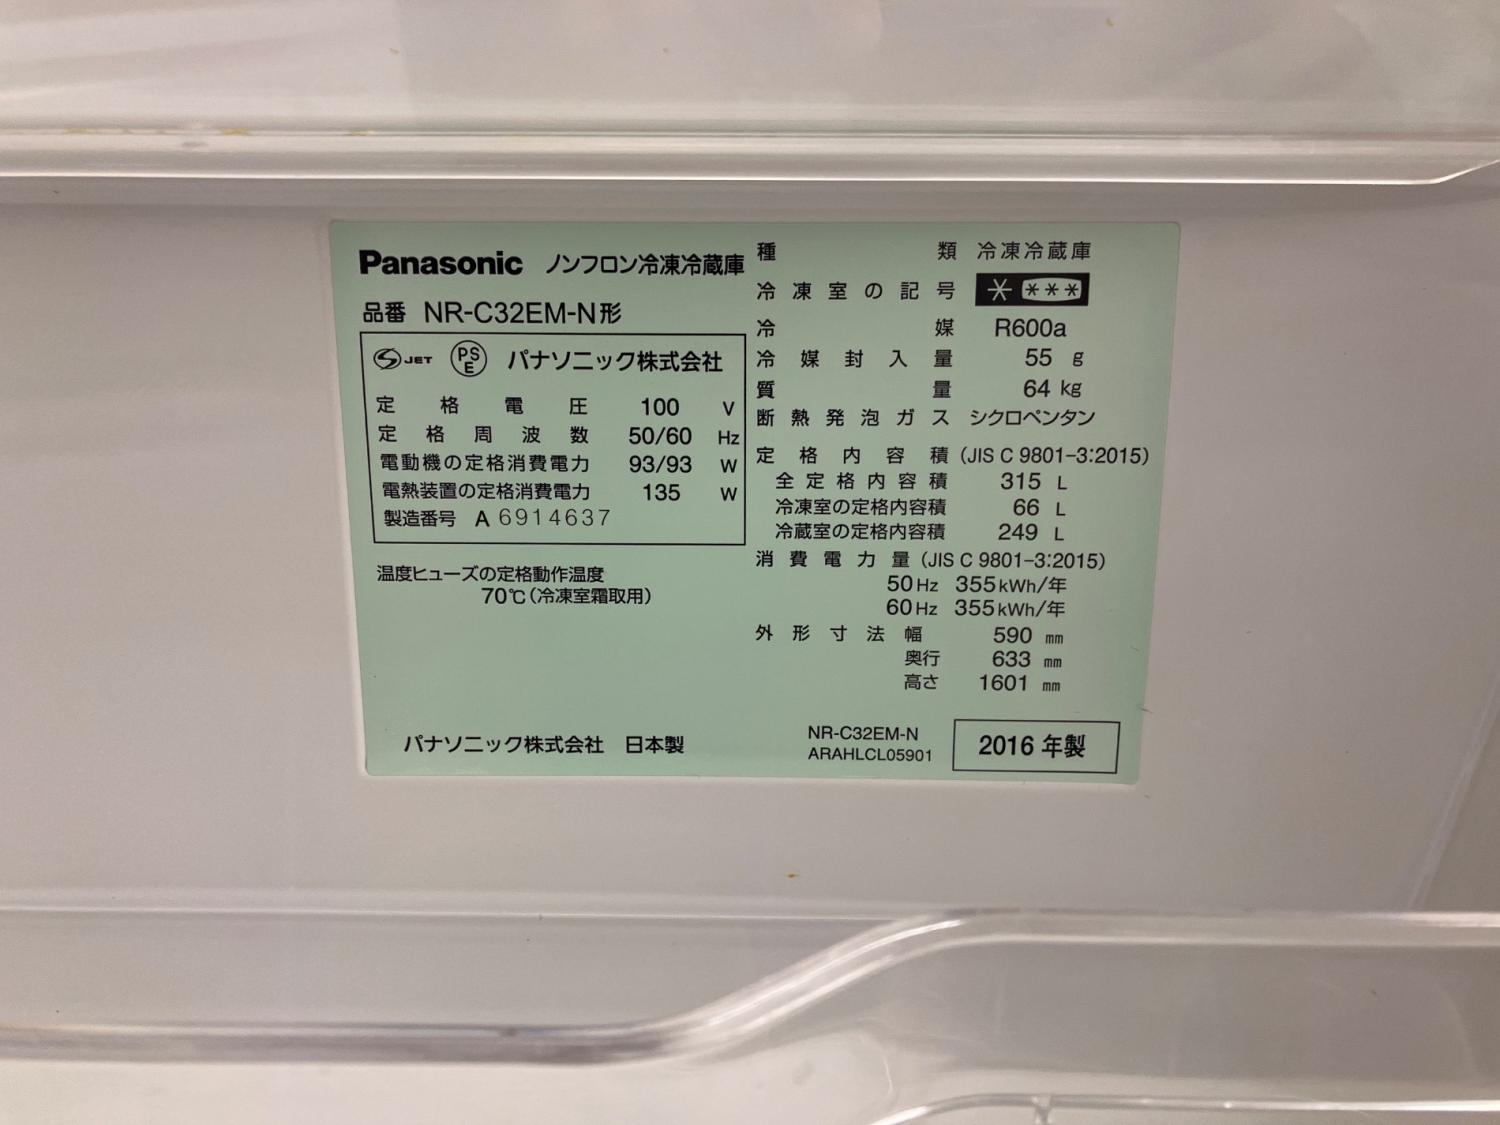 Panasonic ノンフロン冷凍冷蔵庫
品番 NR-C32EM-N形
JET PSE パナソニック株式会社
定格電圧 100 V
定格周波数 50/60 Hz
電動機の定格消費電力 93/93 W
電熱装置の定格消費電力 135 W
製造番号 A 6914637
温度ヒューズの定格動作温度
70℃(冷凍室霜取用)
パナソニック株式会社 日本製
種類 冷凍冷蔵庫
冷凍室の記号 * ***
冷媒 R600a
冷媒封入量 55 g
質量 64 kg
断熱発泡ガス シクロペンタン
定格内容積 (JIS C 9801-3:2015)
全定格内容積 315 L
冷凍室の定格内容積 66 L
冷蔵室の定格内容積 249 L
消費電力量 (JIS C 9801-3:2015)
50 Hz 355 kWh/年
60 Hz 355 kWh/年
外形寸法 幅 590 mm
奥行 633 mm
高さ 1601 mm
NR-C32EM-N
ARAHLCL05901
2016 年製